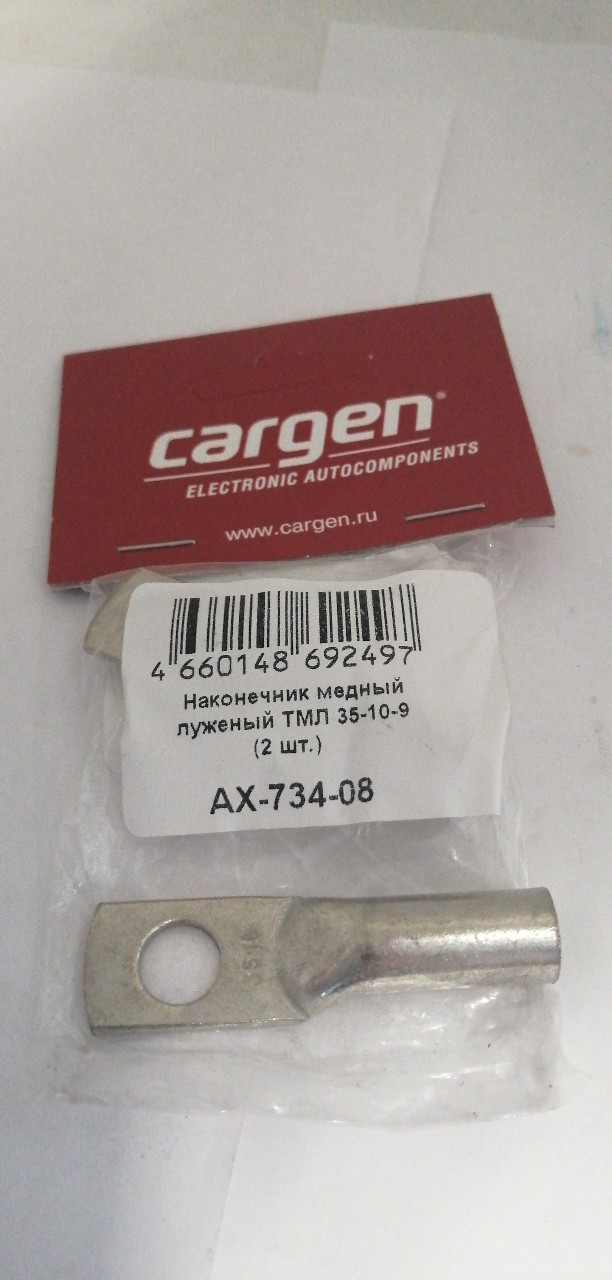 cargen®
ELECTRONIC AUTOCOMPONENTS
www.cargen.ru
4 660148 692497
Наконечник медный
луженый ТМЛ 35-10-9
(2 шт.)
AX-734-08